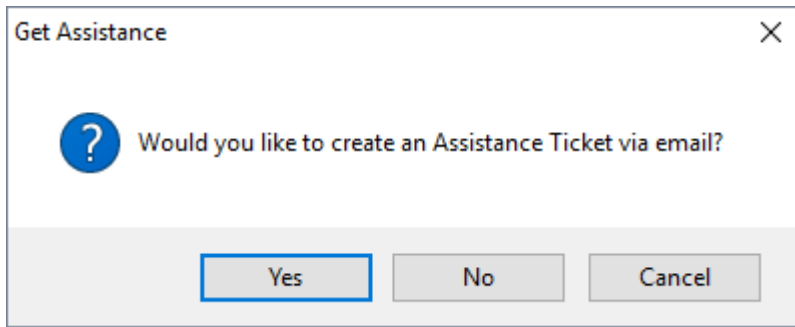 Get Assistance
Would you like to create an Assistance Ticket via email?
Yes No Cancel